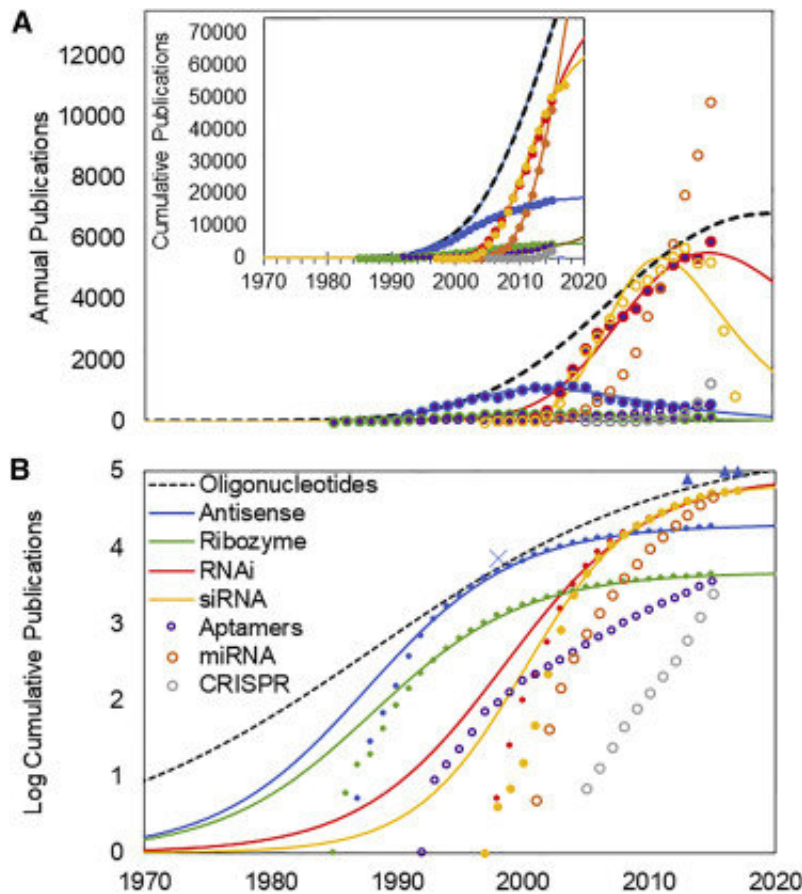 A
Annual Publications
12000
10000
8000
6000
4000
2000
0
Cumulative Publications
70000
60000
50000
40000
30000
20000
10000
0
1970 1980 1990 2000 2010 2020
B
Log Cumulative Publications
5
4
3
2
1
0
Oligonucleotides
Antisense
Ribozyme
RNAi
siRNA
Aptamers
miRNA
CRISPR
1970 1980 1990 2000 2010 2020